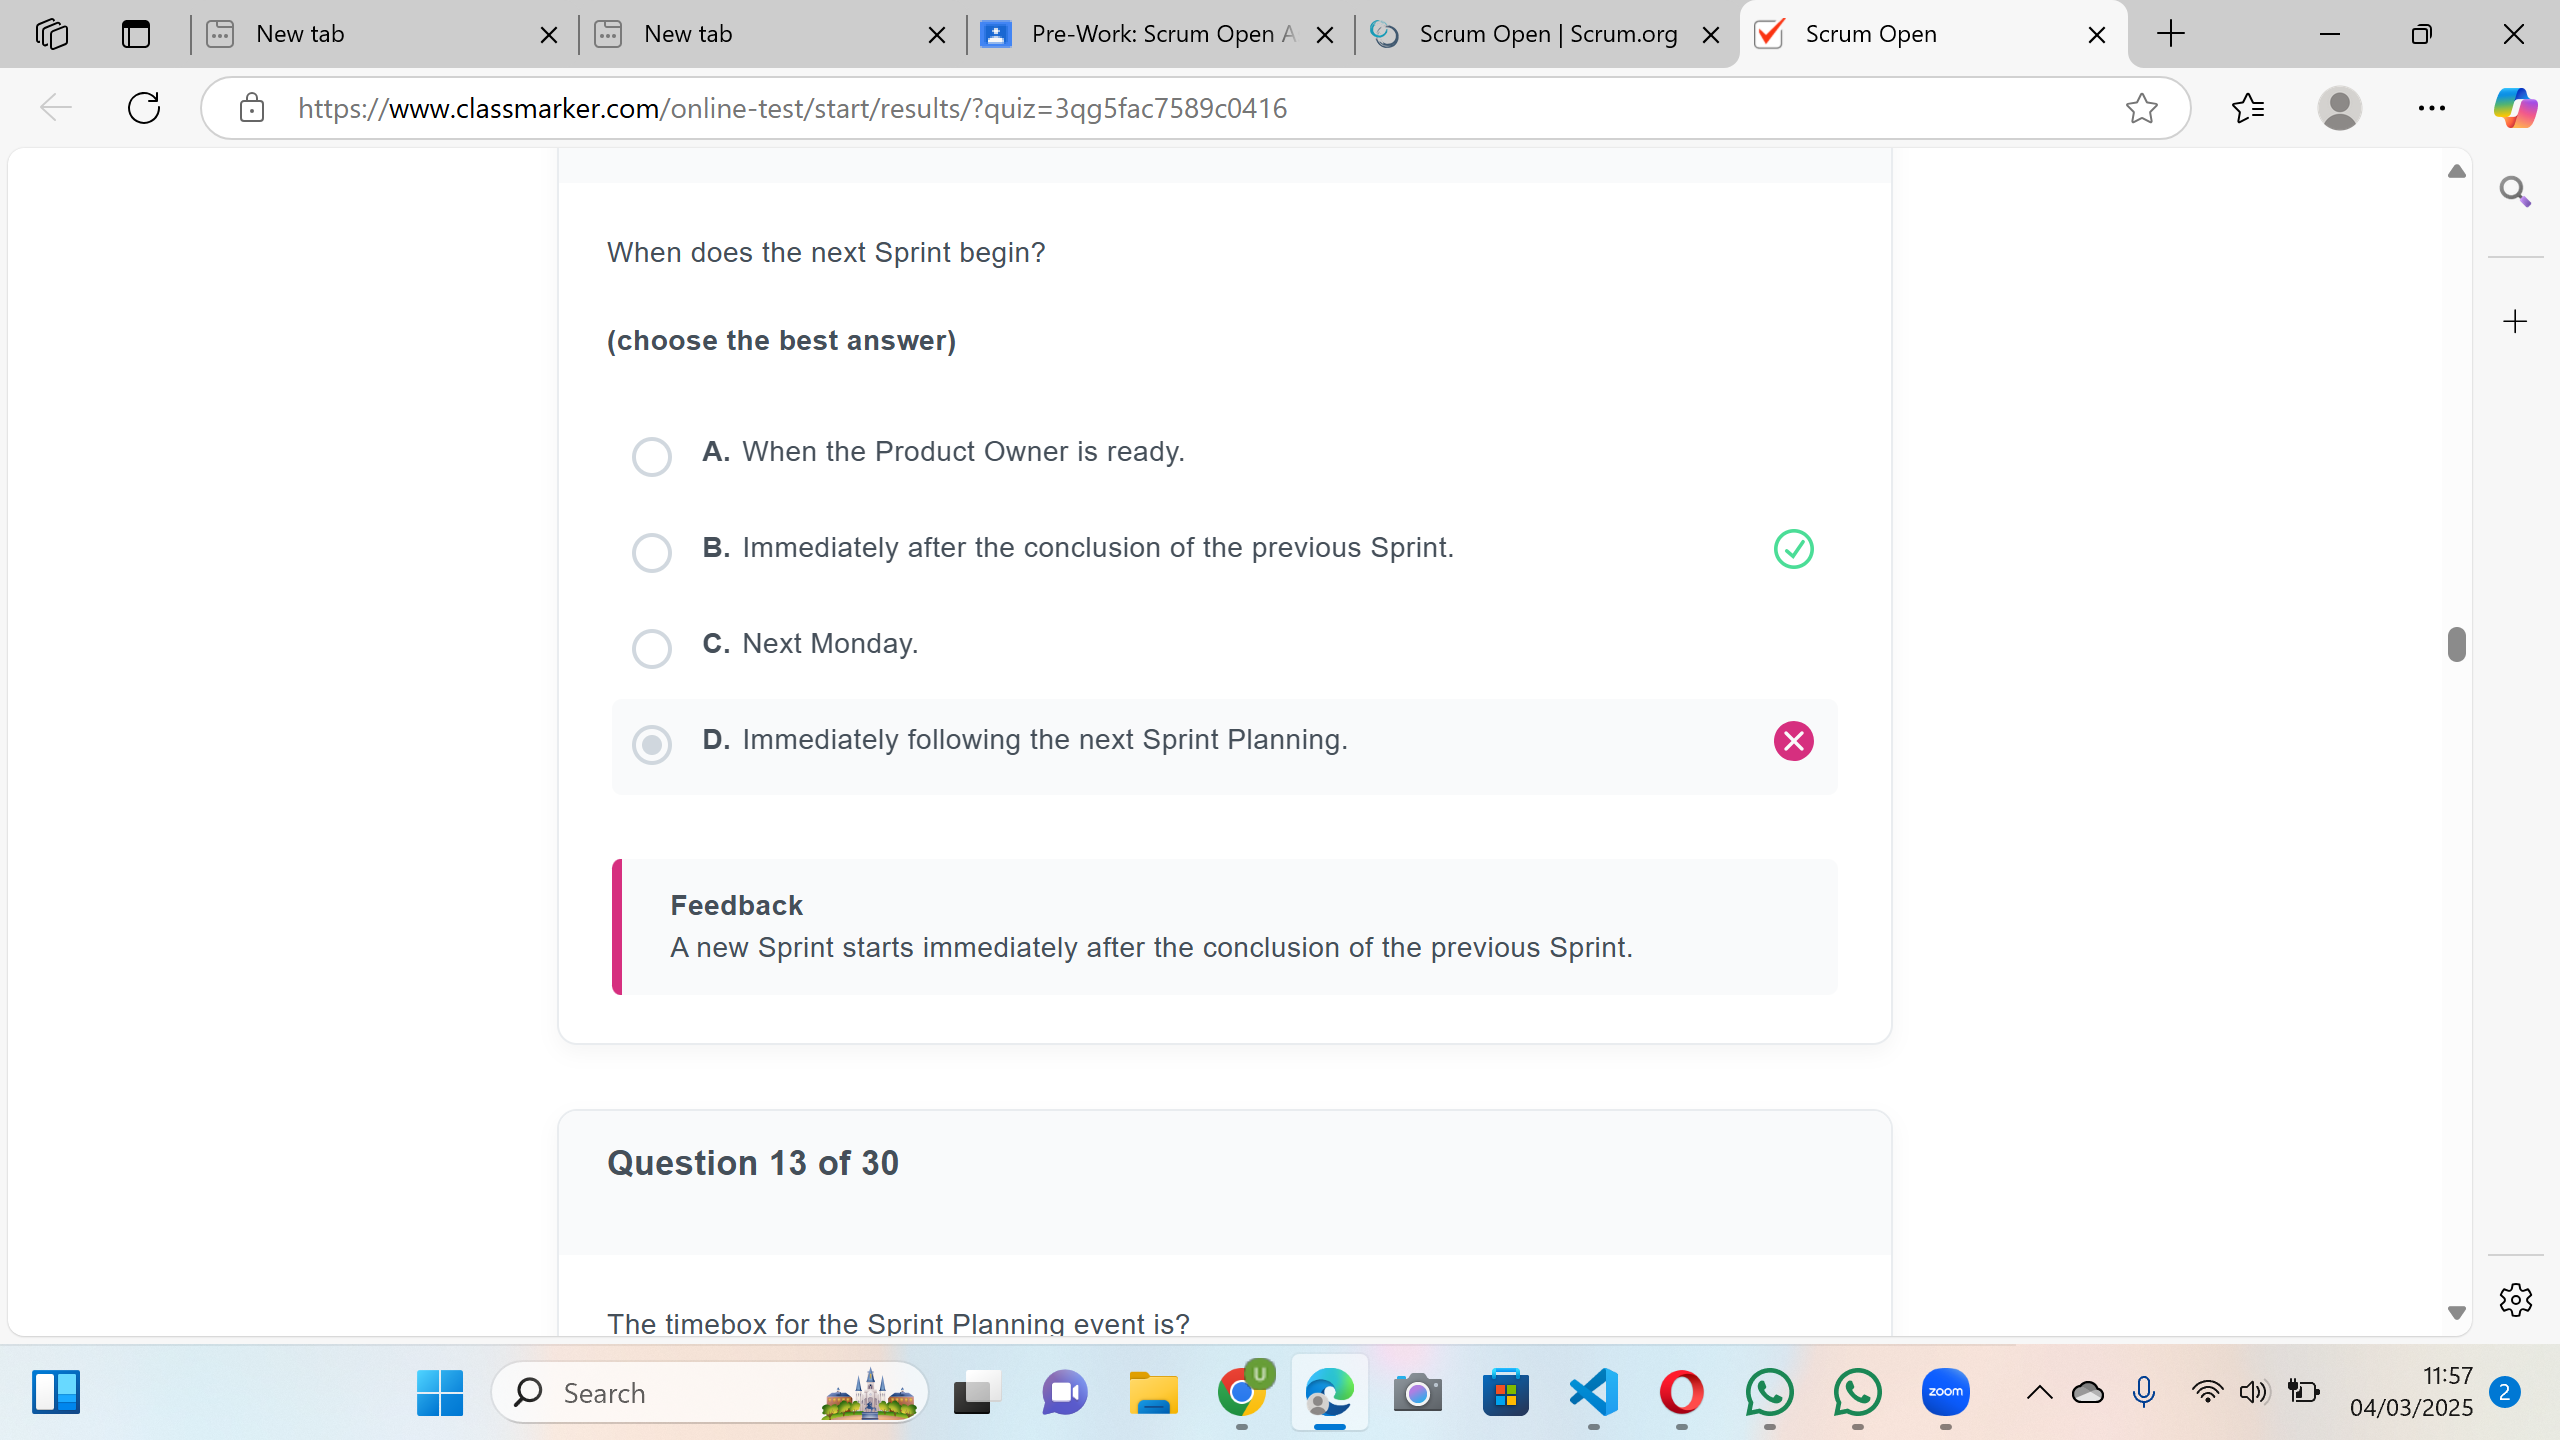 New tab
New tab
Pre-Work: Scrum Open A
Scrum Open | Scrum.org
Scrum Open
https://www.classmarker.com/online-test/start/results/?quiz=3qg5fac7589c0416
When does the next Sprint begin?
(choose the best answer)
A. When the Product Owner is ready.
B. Immediately after the conclusion of the previous Sprint.
C. Next Monday.
D. Immediately following the next Sprint Planning.
Feedback
A new Sprint starts immediately after the conclusion of the previous Sprint.
Question 13 of 30
The timebox for the Sprint Planning event is?
Search
U
zoom
11:57
04/03/2025
2